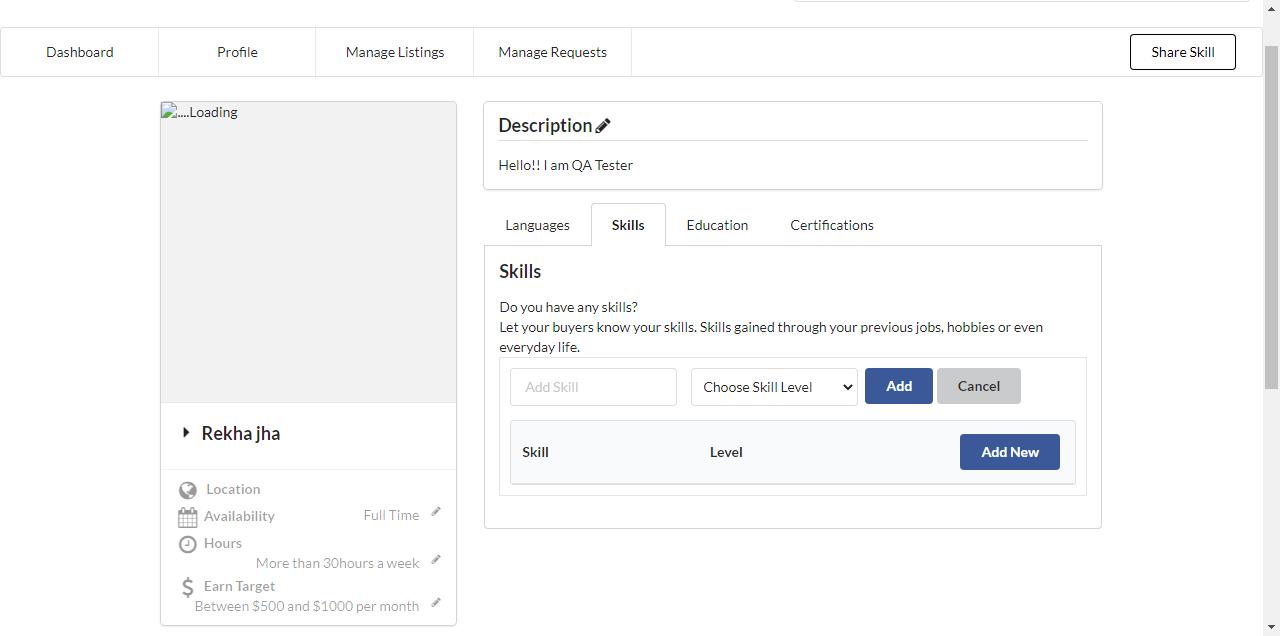 Dashboard
Profile
Manage Listings
Manage Requests
Share Skill
....Loading
Rekha jha
Location
Availability
Full Time
Hours
More than 30hours a week
Earn Target
Between $500 and $1000 per month
Description
Hello!! I am QA Tester
Languages
Skills
Education
Certifications
Skills
Do you have any skills?
Let your buyers know your skills. Skills gained through your previous jobs, hobbies or even
everyday life.
Add Skill
Choose Skill Level
Add
Cancel
Skill
Level
Add New